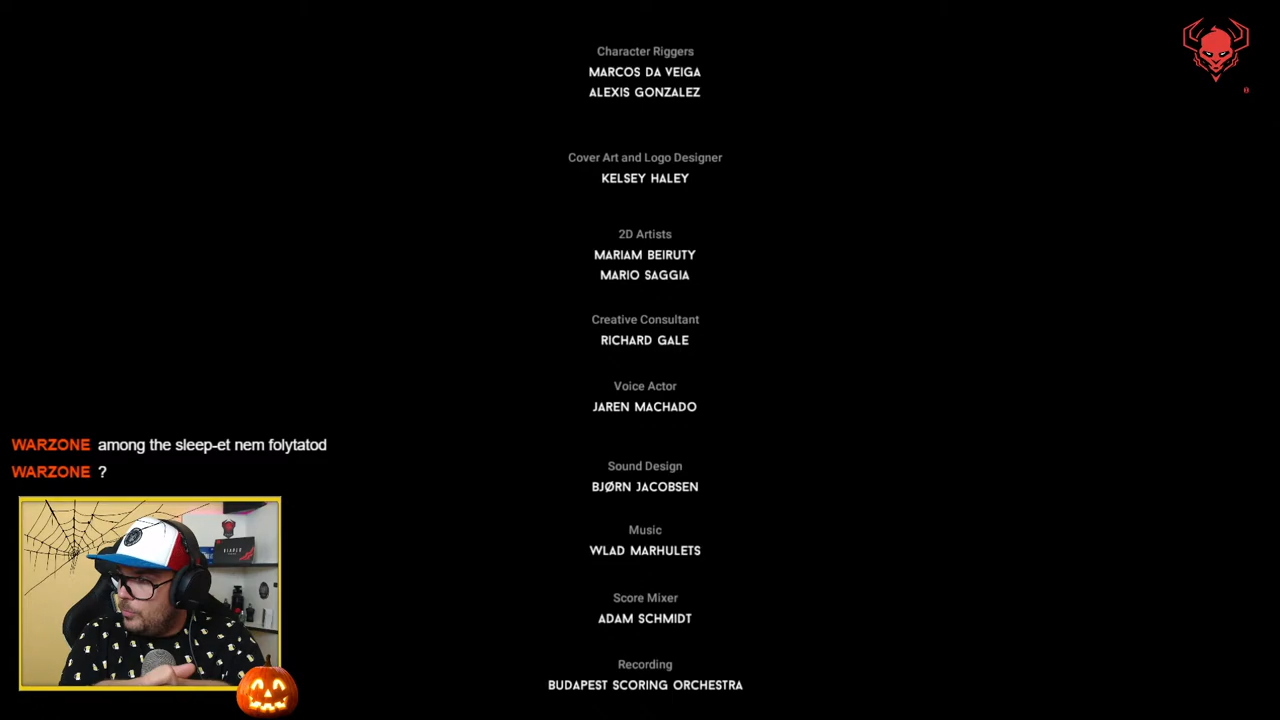 Character Riggers
MARCOS DA VEIGA
ALEXIS GONZALEZ
Cover Art and Logo Designer
KELSEY HALEY
2D Artists
MARIAM BEIRUTY
MARIO SAGGIA
Creative Consultant
RICHARD GALE
Voice Actor
JAREN MACHADO
Sound Design
BJØRN JACOBSEN
Music
WLAD MARHULETS
Score Mixer
ADAM SCHMIDT
Recording
BUDAPEST SCORING ORCHESTRA
0
WARZONE among the sleep-et nem folytatod
WARZONE ?
DIABLO